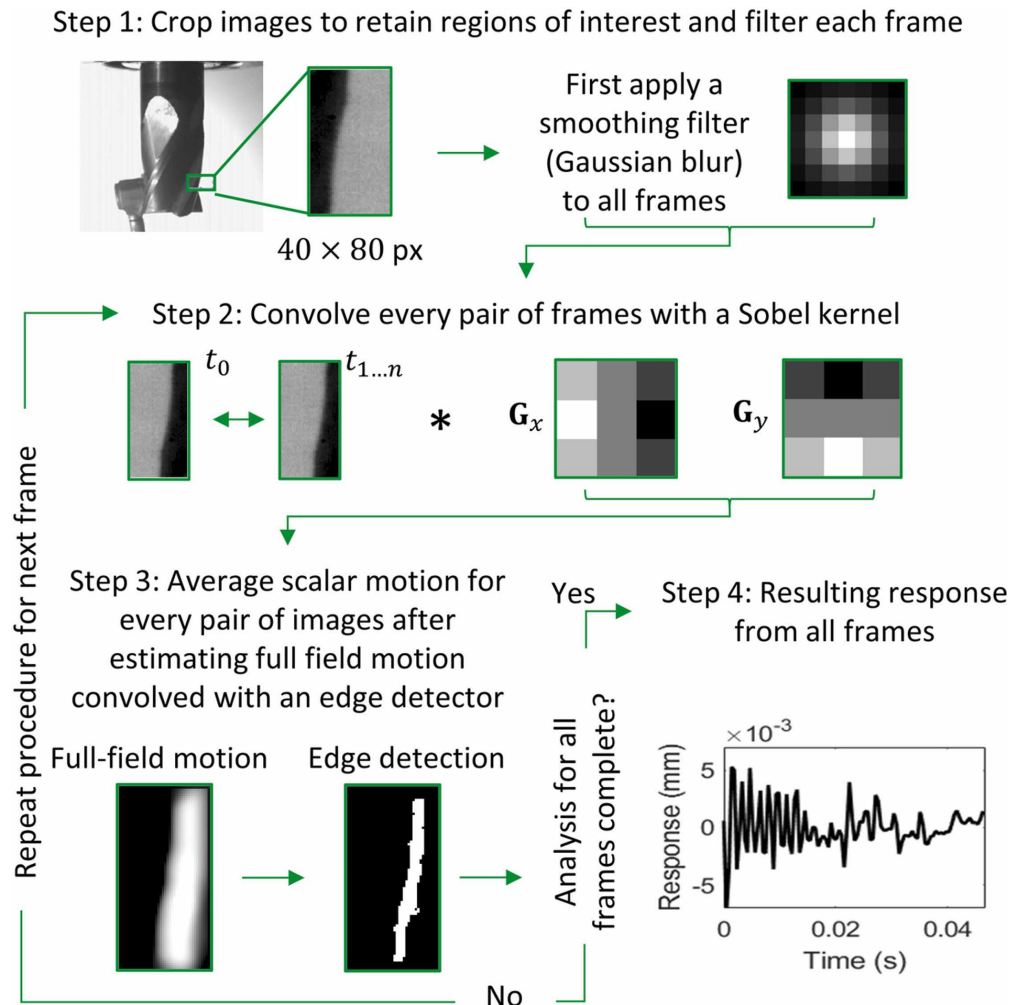 Step 1: Crop images to retain regions of interest and filter each frame
First apply a
smoothing filter
(Gaussian blur)
to all frames
40 × 80 px
Step 2: Convolve every pair of frames with a Sobel kernel
t₀
t₁…ₙ
*
𝐆ₓ
𝐆ᵧ
Repeat procedure for next frame
Step 3: Average scalar motion for
every pair of images after
estimating full field motion
convolved with an edge detector
Full-field motion
Edge detection
Yes
Analysis for all
frames complete?
No
Step 4: Resulting response
from all frames
× 10⁻³
5
0
-5
Response (mm)
0
0.02
0.04
Time (s)